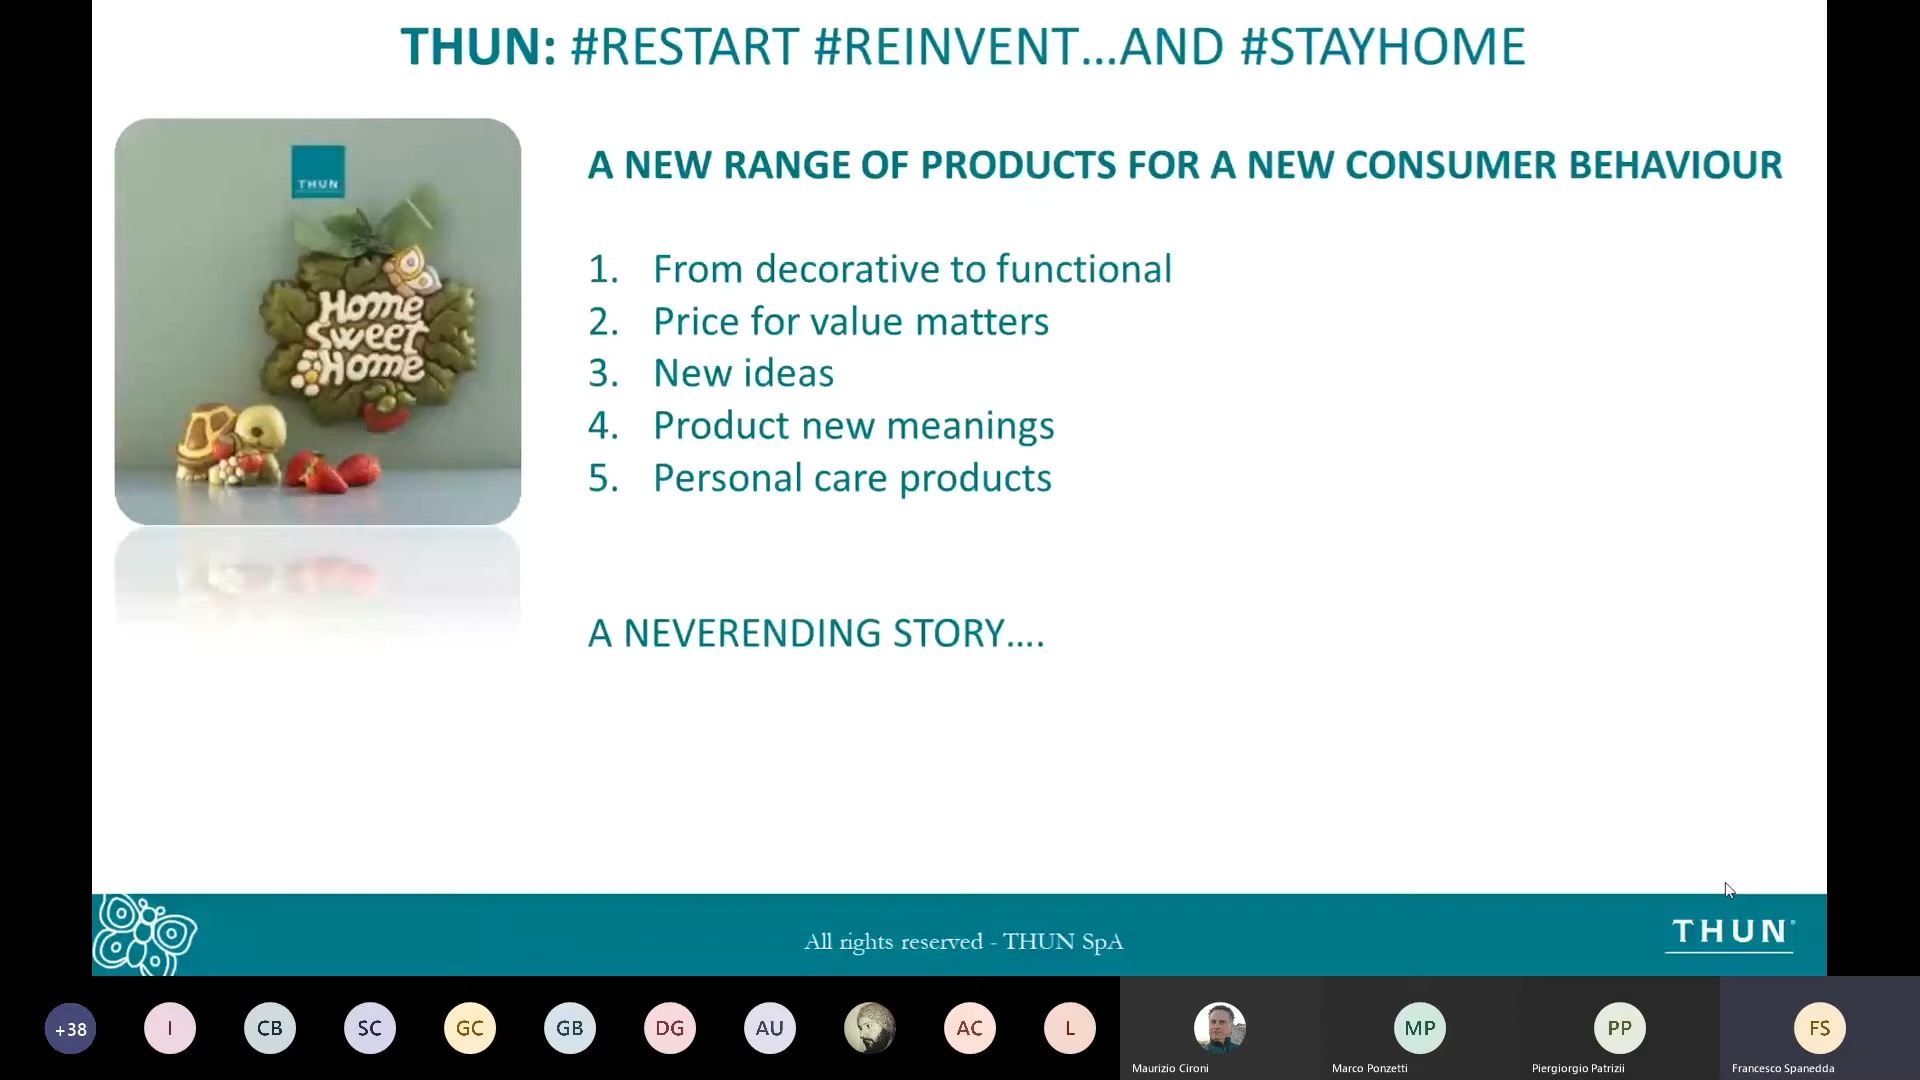 THUN: #RESTART #REINVENT...AND #STAYHOME
THUN
Home
Sweet
Home
A NEW RANGE OF PRODUCTS FOR A NEW CONSUMER BEHAVIOUR
1. From decorative to functional
2. Price for value matters
3. New ideas
4. Product new meanings
5. Personal care products
A NEVERENDING STORY....
All rights reserved - THUN SpA
THUN
+38
I
CB
SC
GC
GB
DG
AU
AC
L
MP
PP
FS
Maurizio Cironi
Marco Ponzetti
Piergiorgio Patrizii
Francesco Spanedda